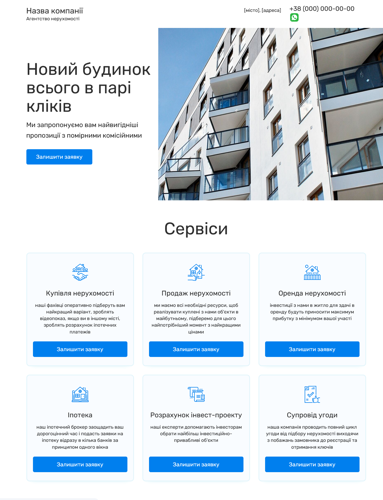 Назва компанії
Агентство нерухомості
[місто], [адреса]
+38 (000) 000-00-00
Новий будинок
всього в парі
кліків
Ми запропонуємо вам найвигідніші
пропозиції з помірними комісійними
Залишити заявку
Сервіси
Купівля нерухомості
наші фахівці оперативно підберуть вам
найкращий варіант, зроблять
відеопоказ, якщо ви в іншому місті,
зроблять розрахунок іпотечних
платежів
Залишити заявку
Продаж нерухомості
ми маємо всі необхідні ресурси, щоб
реалізувати куплені з нами об'єкти в
майбутньому, підберемо для цього
найпотрібніший момент з найкращими
цінами
Залишити заявку
Оренда нерухомості
інвестиції з нами в житло для здачі в
оренду будуть приносити максимум
прибутку з мінімумом вашої участі
Залишити заявку
Іпотека
наш іпотечний брокер заощадить ваш
дорогоцінний час і подасть заявки на
іпотеку відразу в кілька банків за
принципом одного вікна
Залишити заявку
Розрахунок інвест-проекту
наші експерти допомагають інвесторам
обрати найбільш інвестиційно-
привабливі об'єкти
Залишити заявку
Супровід угоди
наша компанія проводить повний цикл
угоди від підбору нерухомості виходячи
з побажань замовника до реєстрації та
отримання ключів
Залишити заявку